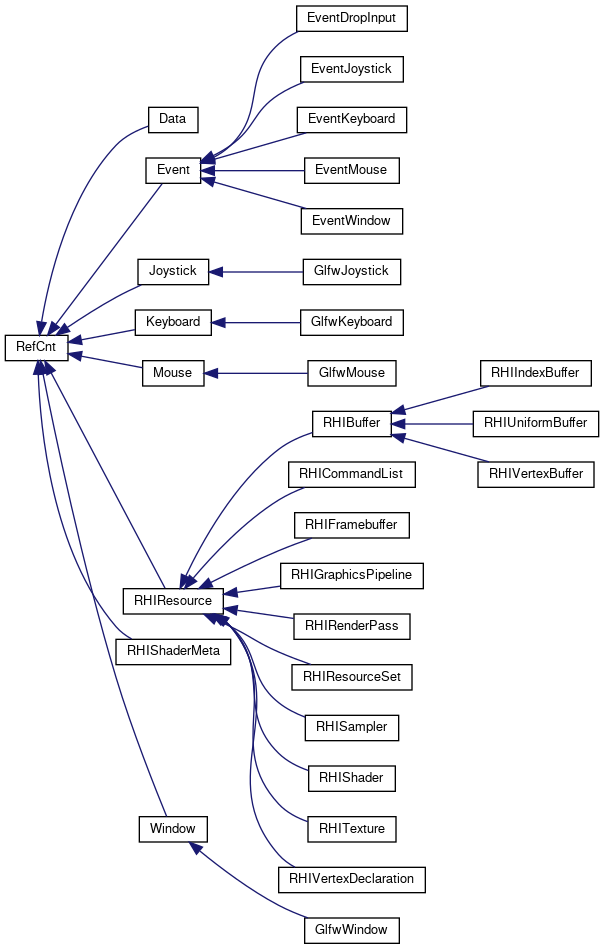 EventDropInput
EventJoystick
Data
EventKeyboard
Event
EventMouse
EventWindow
Joystick
GlfwJoystick
Keyboard
GlfwKeyboard
RefCnt
Mouse
GlfwMouse
RHIIndexBuffer
RHIBuffer
RHIUniformBuffer
RHICommandList
RHIVertexBuffer
RHIFramebuffer
RHIGraphicsPipeline
RHIResource
RHIRenderPass
RHIShaderMeta
RHIResourceSet
RHISampler
RHIShader
Window
RHITexture
RHIVertexDeclaration
GlfwWindow